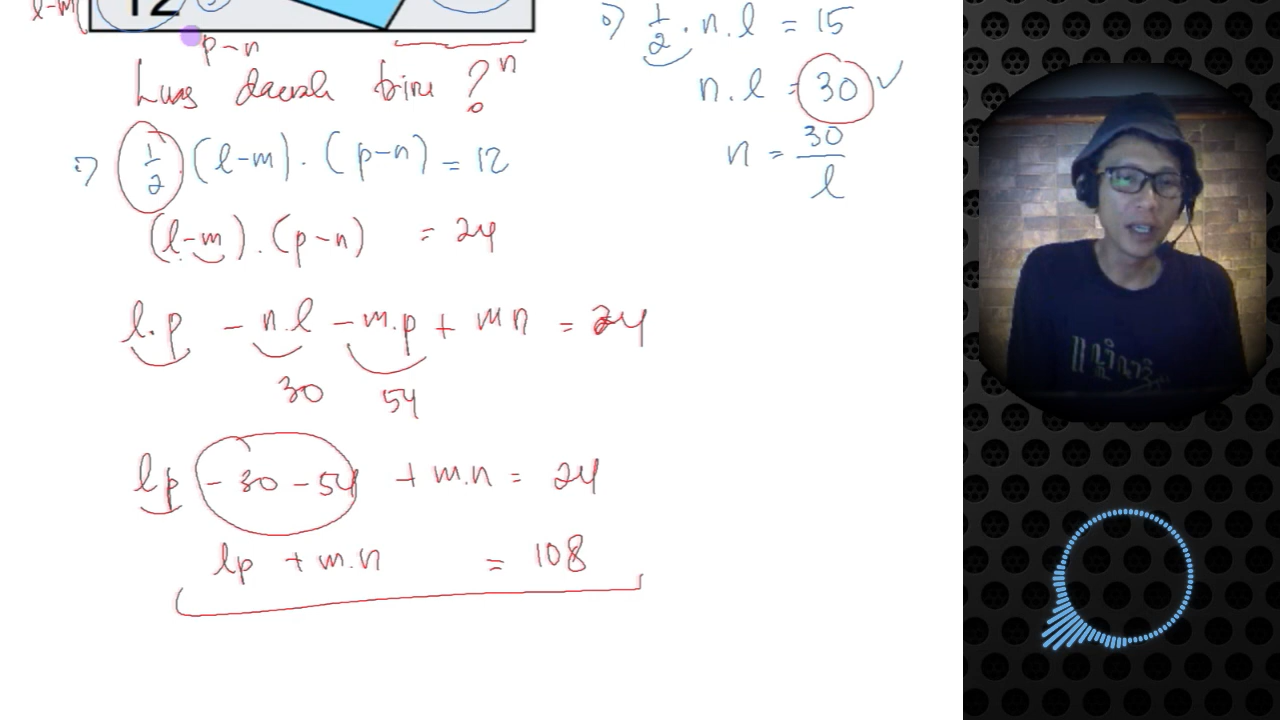 l-m 12
p-n
n
Luas daerah biru ?
1/2 (l-m) . (p-n) = 12
(l-m) . (p-n) = 24
l.p - n.l - m.p + mn = 24
30 54
lp - 30 - 54 + m.n = 24
lp + m.n = 108
1/2 . n.l = 15
n.l = 30 ✓
n = 30/l